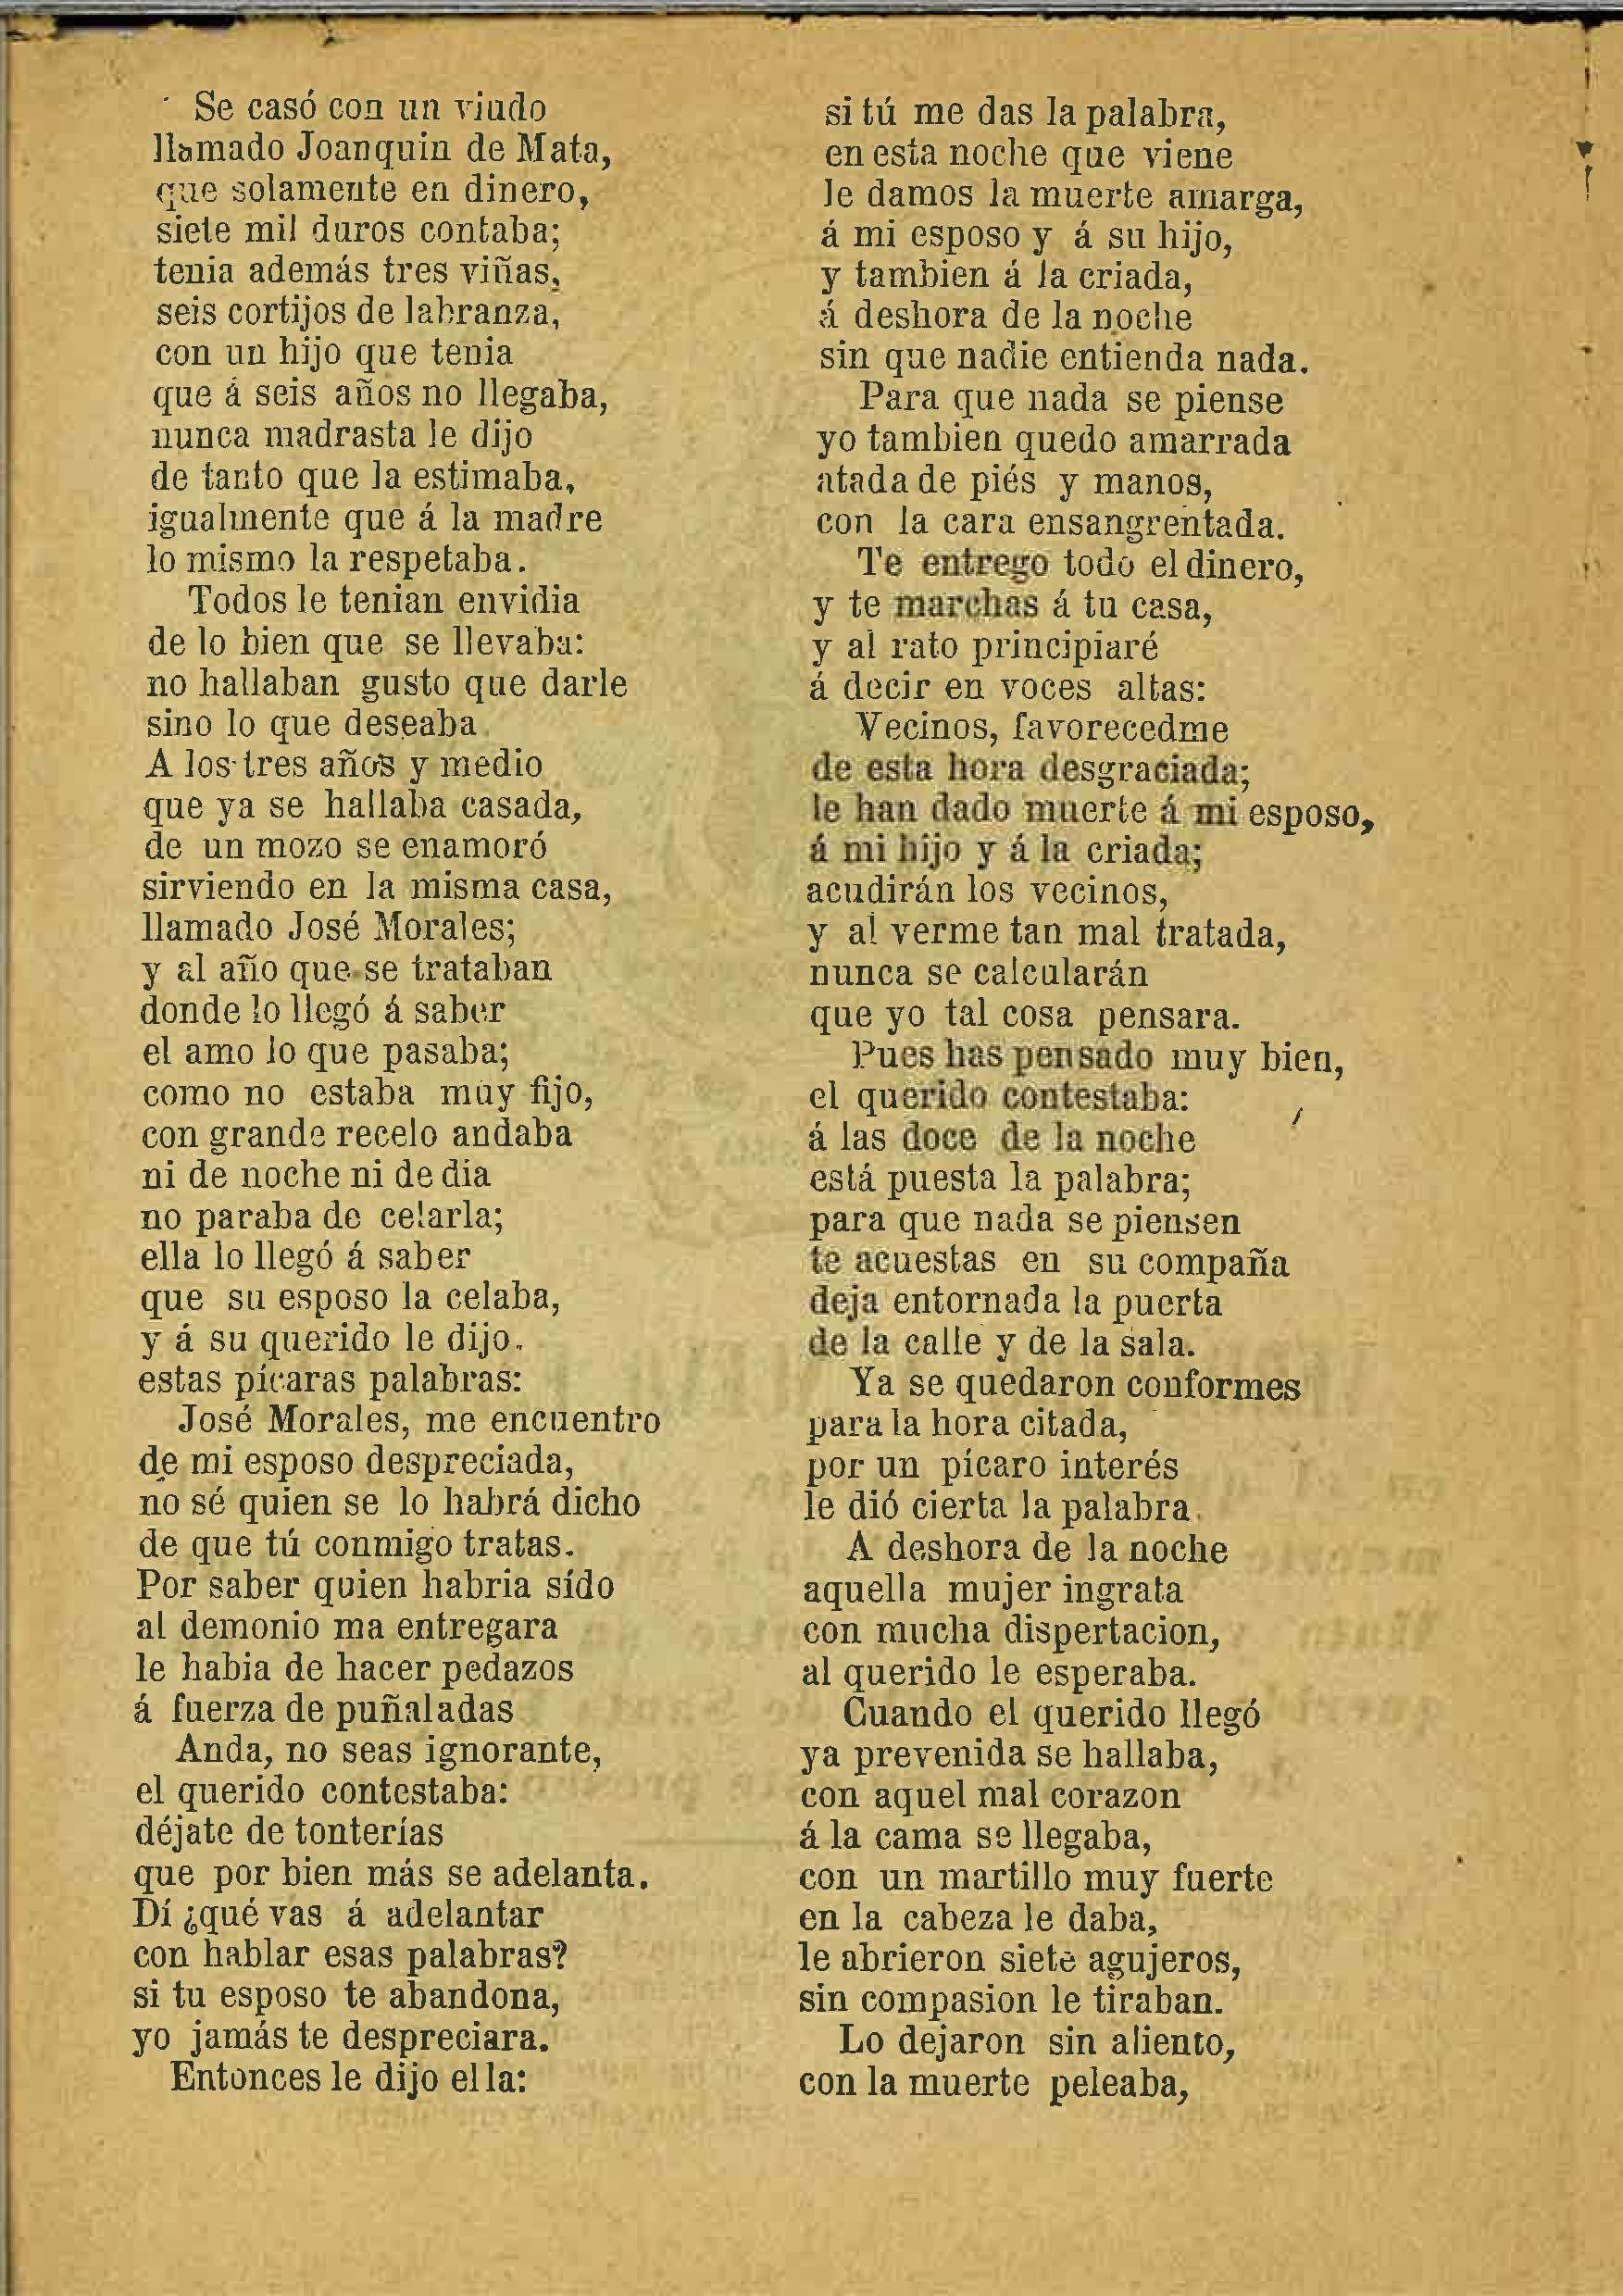 Se casó con un viudo
llamado Joanquin de Mata,
que solamente en dinero,
siete mil duros contaba;
tenia además tres viñas,
seis cortijos de labranza,
con un hijo que tenia
que á seis años no llegaba,
nunca madrasta le dijo
de tanto que la estimaba,
igualmente que á la madre
lo mismo la respetaba.
Todos le tenian envidia
de lo bien que se llevaba:
no hallaban gusto que darle
sino lo que deseaba
A los tres años y medio
que ya se hallaba casada,
de un mozo se enamoró
sirviendo en la misma casa,
llamado José Morales;
y al año que se trataban
donde lo llegó á saber
el amo lo que pasaba;
como no estaba muy fijo,
con grande recelo andaba
ni de noche ni de dia
no paraba de celarla;
ella lo llegó á saber
que su esposo la celaba,
y á su querido le dijo.
estas pícaras palabras:
José Morales, me encuentro
de mi esposo despreciada,
no sé quien se lo habrá dicho
de que tú conmigo tratas.
Por saber quien habria sído
al demonio ma entregara
le habia de hacer pedazos
á fuerza de puñaladas
Anda, no seas ignorante,
el querido contestaba:
déjate de tonterías
que por bien más se adelanta.
Dí ¿qué vas á adelantar
con hablar esas palabras?
si tu esposo te abandona,
yo jamás te despreciara.
Entonces le dijo ella:
si tú me das la palabra,
en esta noche que viene
le damos la muerte amarga,
á mi esposo y á su hijo,
y tambien á la criada,
á deshora de la noche
sin que nadie entienda nada.
Para que nada se piense
yo tambien quedo amarrada
atada de piés y manos,
con la cara ensangrentada.
Te entrego todo el dinero,
y te marchas á tu casa,
y al rato principiaré
á decir en voces altas:
Vecinos, favorecedme
de esta hora desgraciada;
le han dado muerte á mi esposo,
á mi hijo y á la criada;
acudirán los vecinos,
y al verme tan mal tratada,
nunca se calcularán
que yo tal cosa pensara.
Pues has pensado muy bien,
el querido contestaba:
á las doce de la noche
está puesta la palabra;
para que nada se piensen
te acuestas en su compaña
deja entornada la puerta
de la calle y de la sala.
Ya se quedaron conformes
para la hora citada,
por un pícaro interés
le dió cierta la palabra.
A deshora de la noche
aquella mujer ingrata
con mucha dispertacion,
al querido le esperaba.
Cuando el querido llegó
ya prevenida se hallaba,
con aquel mal corazon
á la cama se llegaba,
con un martillo muy fuerte
en la cabeza le daba,
le abrieron siete agujeros,
sin compasion le tiraban.
Lo dejaron sin aliento,
con la muerte peleaba,